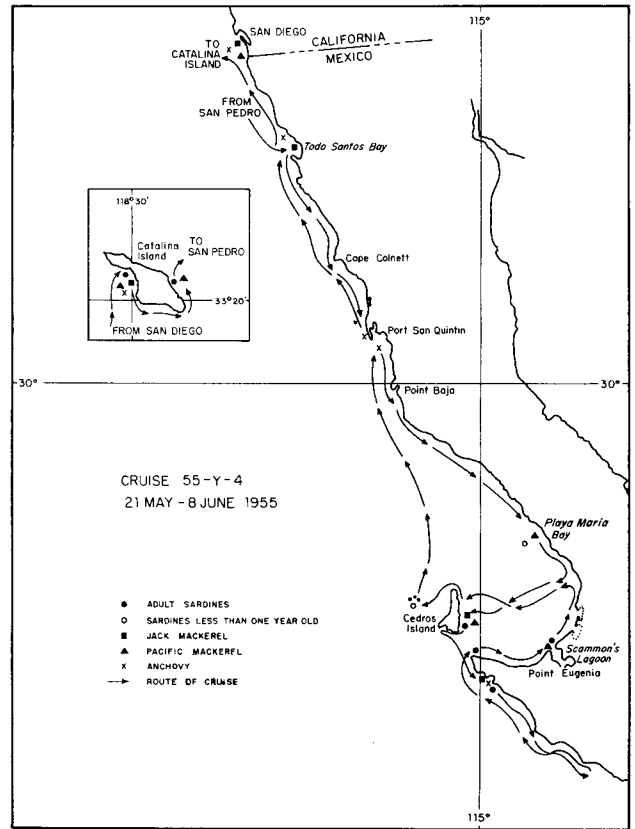 115°
SAN DIEGO
TO
CATALINA
ISLAND
CALIFORNIA
MEXICO
FROM
SAN PEDRO
Todo Santos Bay
118°30'
Catalina
Island
TO
SAN PEDRO
33°20'
FROM SAN DIEGO
Cape Colnett
Port San Quintin
30°
30°
Point Baja
CRUISE 55-Y-4
21 MAY - 8 JUNE 1955
Playa Maria
Bay
ADULT SARDINES
SARDINES LESS THAN ONE YEAR OLD
JACK MACKEREL
PACIFIC MACKEREL
ANCHOVY
ROUTE OF CRUISE
Cedros
Island
Scammon's
Lagoon
Point Eugenia
115°